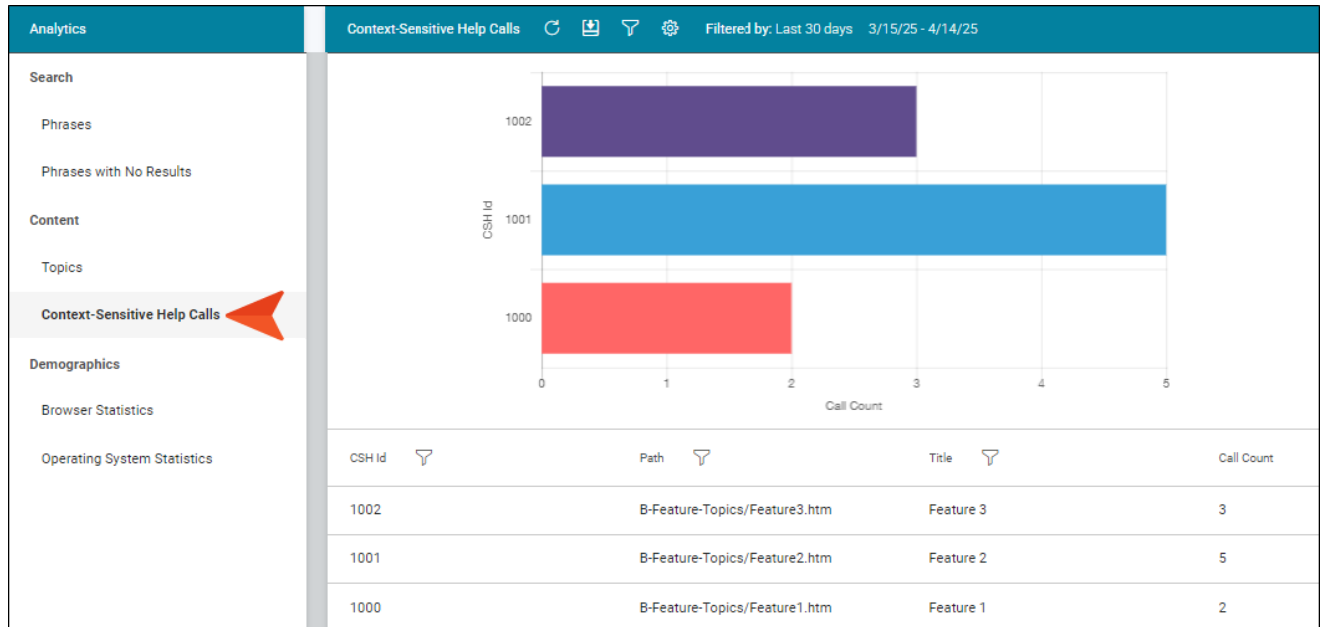 Analytics
Context-Sensitive Help Calls Filtered by: Last 30 days 3/15/25 - 4/14/25
Search
Phrases
Phrases with No Results
Content
Topics
Context-Sensitive Help Calls
Demographics
Browser Statistics
Operating System Statistics
CSH Id
1002
1001
1000
0 1 2 3 4 5
Call Count
CSH Id Path Title Call Count
1002 B-Feature-Topics/Feature3.htm Feature 3 3
1001 B-Feature-Topics/Feature2.htm Feature 2 5
1000 B-Feature-Topics/Feature1.htm Feature 1 2